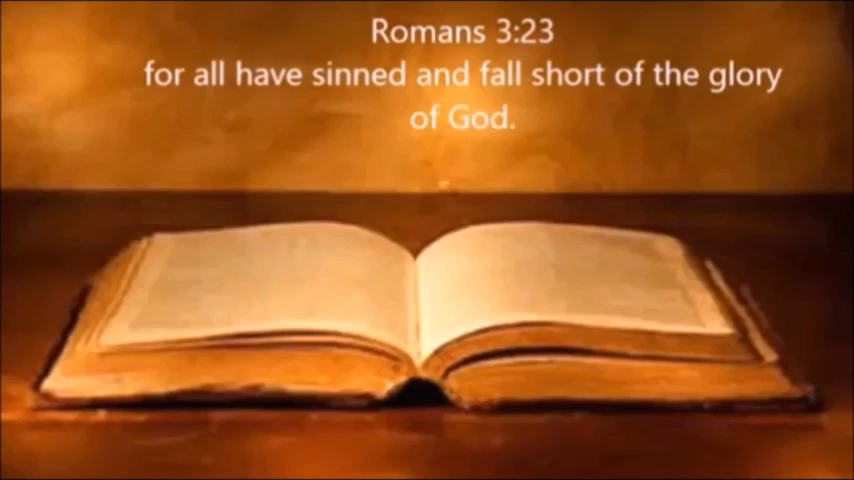 Romans 3:23
for all have sinned and fall short of the glory
of God.